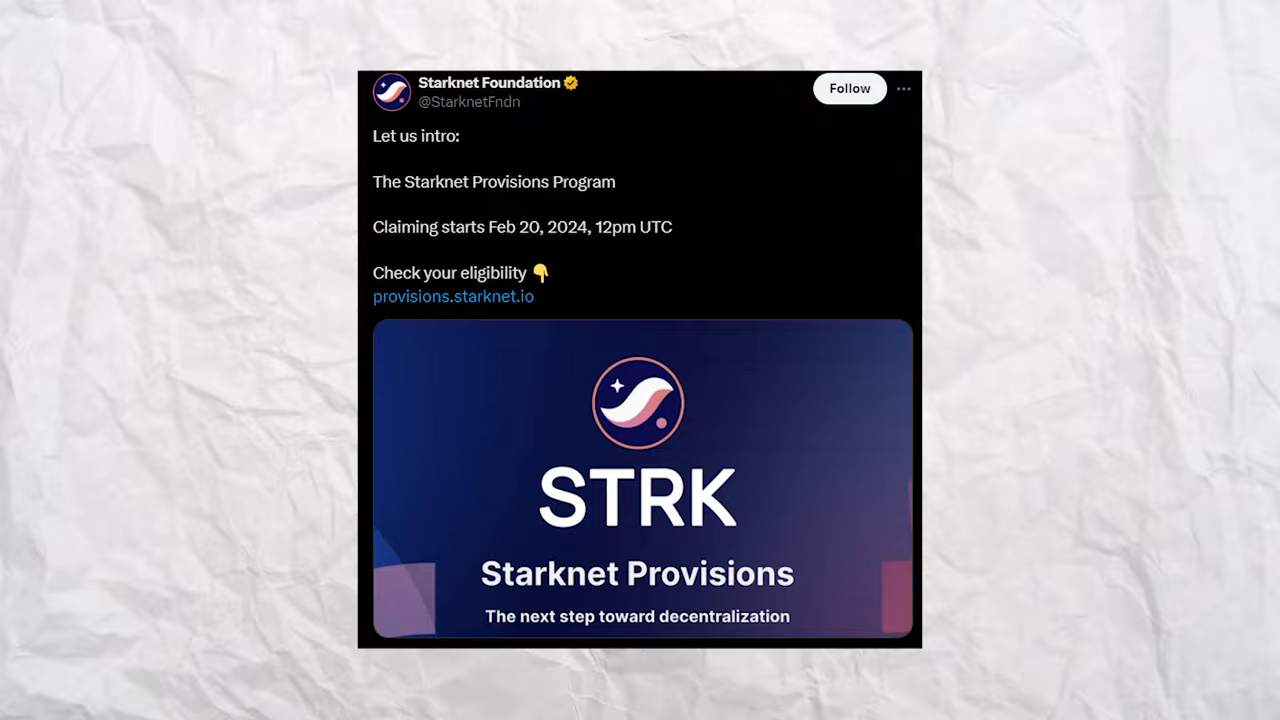 Starknet Foundation
@StarknetFndn
Follow
Let us intro:
The Starknet Provisions Program
Claiming starts Feb 20, 2024, 12pm UTC
Check your eligibility 👇
provisions.starknet.io
STRK
Starknet Provisions
The next step toward decentralization